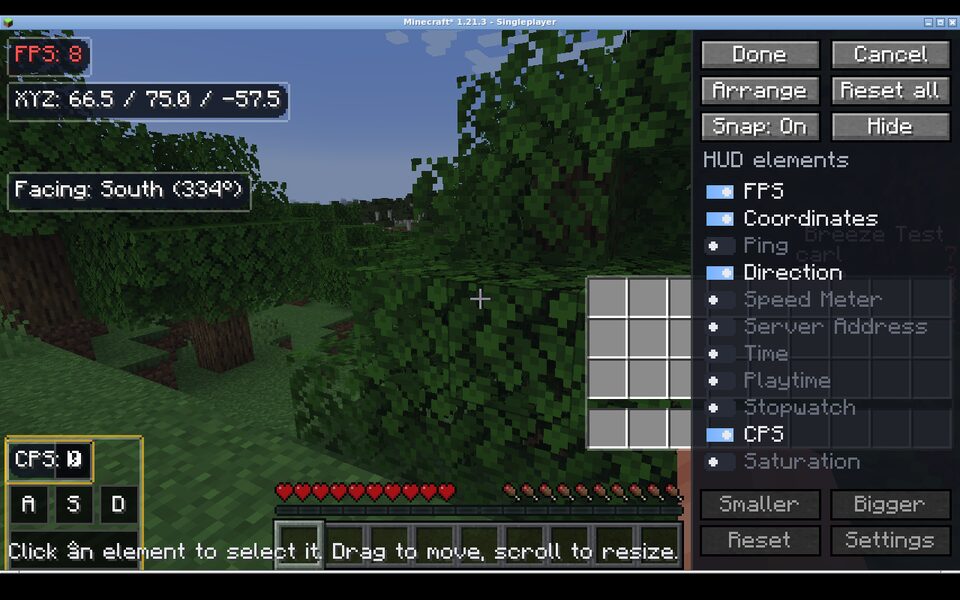 Minecraft* 1.21.3 - Singleplayer
FPS: 8
XYZ: 66.5 / 75.0 / -57.5
Facing: South (334°)
CPS: 0
A S D
Click an element to select it. Drag to move, scroll to resize.
Done Cancel
Arrange Reset all
Snap: On Hide
HUD elements
FPS
Coordinates
Ping
Breeze Test
carl
Direction
Speed Meter
Server Address
Time
Playtime
Stopwatch
CPS
Saturation
Smaller Bigger
Reset Settings